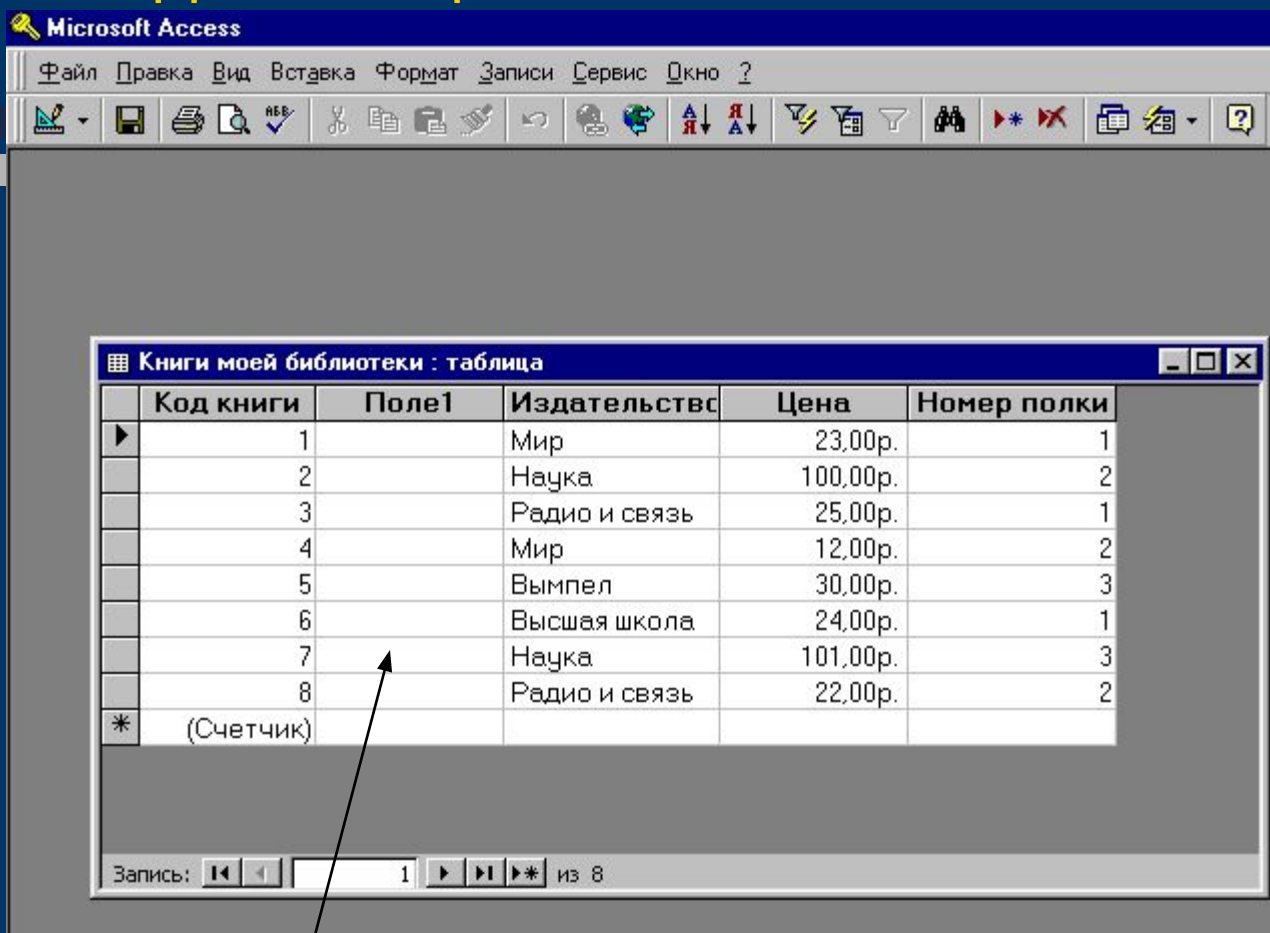 Microsoft Access
Файл Правка Вид Вставка Формат Записи Сервис Окно ?
Книги моей библиотеки : таблица
Код книги Поле1 Издательствс Цена Номер полки
1 Мир 23,00р. 1
2 Наука 100,00р. 2
3 Радио и связь 25,00р. 1
4 Мир 12,00р. 2
5 Вымпел 30,00р. 3
6 Высшая школа 24,00р. 1
7 Наука 101,00р. 3
8 Радио и связь 22,00р. 2
(Счетчик)
Запись: 1 из 8